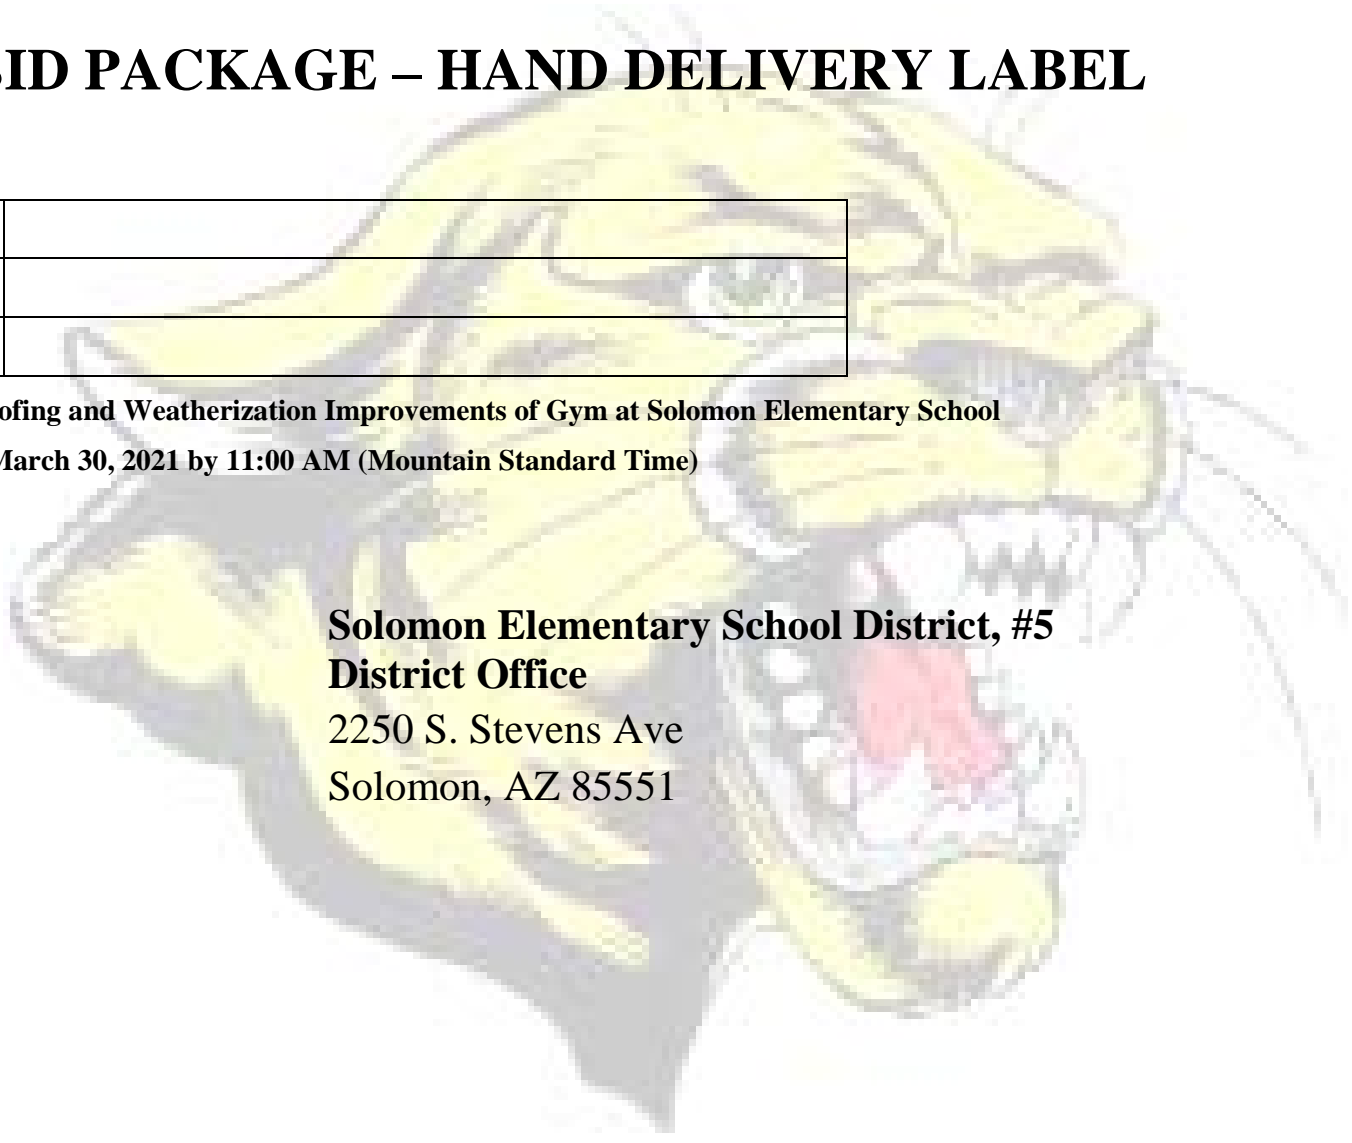 ID PACKAGE – HAND DELIVERY LABEL
ofing and Weatherization Improvements of Gym at Solomon Elementary School
March 30, 2021 by 11:00 AM (Mountain Standard Time)
Solomon Elementary School District, #5
District Office
2250 S. Stevens Ave
Solomon, AZ 85551